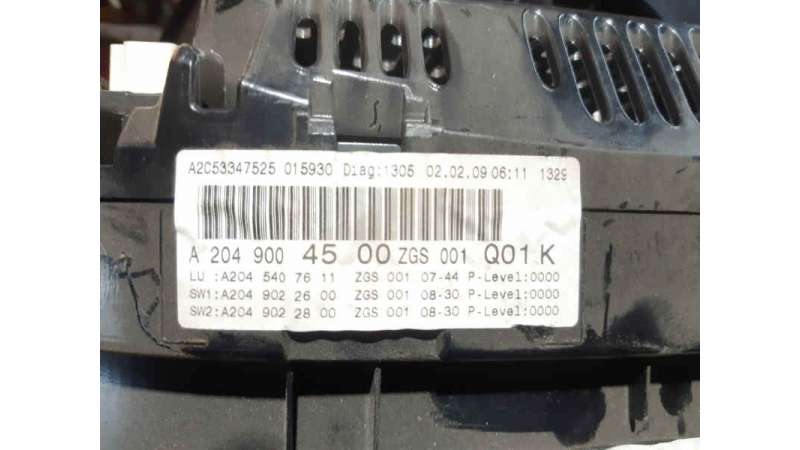 A2C53347525 015930 Diag:1305 02.02.09 06:11 1329
A 204 900 45 00 ZGS 001 Q01K
LU :A204 540 76 11 ZGS 001 07-44 P-Level:0000
SW1:A204 902 26 00 ZGS 001 08-30 P-Level:0000
SW2:A204 902 28 00 ZGS 001 08-30 P-Level:0000